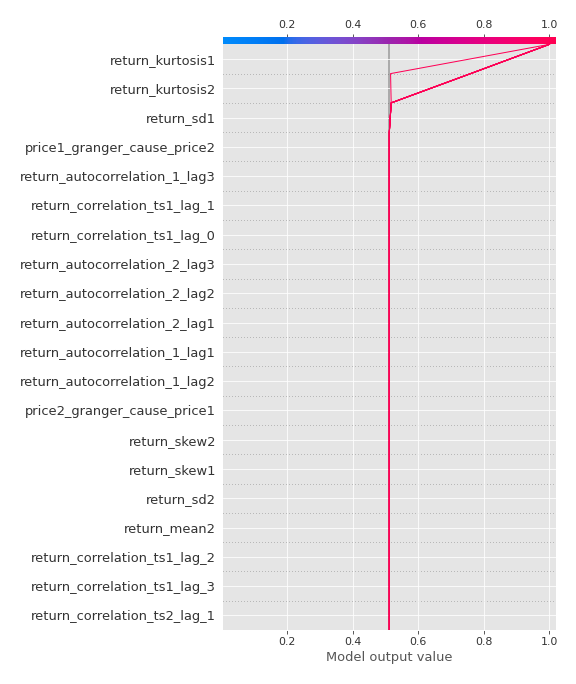 0.2 0.4 0.6 0.8 1.0
return_kurtosis1
return_kurtosis2
return_sd1
price1_granger_cause_price2
return_autocorrelation_1_lag3
return_correlation_ts1_lag_1
return_correlation_ts1_lag_0
return_autocorrelation_2_lag3
return_autocorrelation_2_lag2
return_autocorrelation_2_lag1
return_autocorrelation_1_lag1
return_autocorrelation_1_lag2
price2_granger_cause_price1
return_skew2
return_skew1
return_sd2
return_mean2
return_correlation_ts1_lag_2
return_correlation_ts1_lag_3
return_correlation_ts2_lag_1
0.2 0.4 0.6 0.8 1.0
Model output value